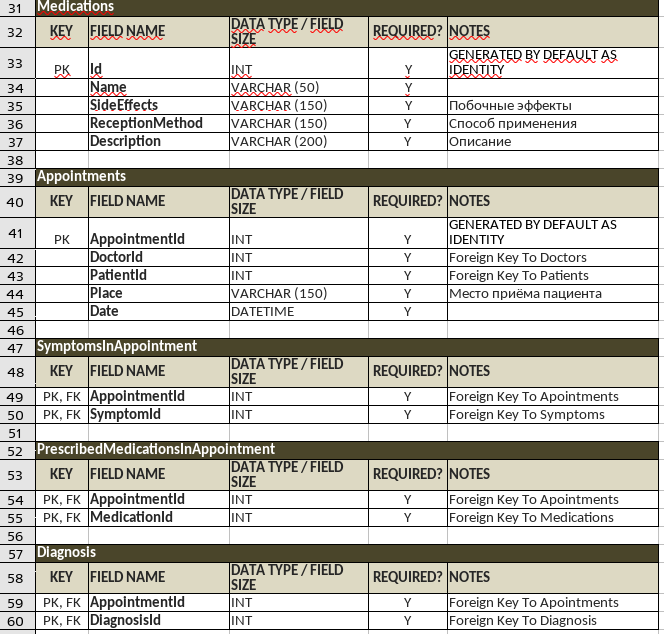 31 Medications
32 KEY FIELD NAME DATA TYPE / FIELD SIZE REQUIRED? NOTES
33 PK Id INT Y GENERATED BY DEFAULT AS IDENTITY
34 Name VARCHAR (50) Y
35 SideEffects VARCHAR (150) Y Побочные эффекты
36 ReceptionMethod VARCHAR (150) Y Способ применения
37 Description VARCHAR (200) Y Описание
38
39 Appointments
40 KEY FIELD NAME DATA TYPE / FIELD SIZE REQUIRED? NOTES
41 PK AppointmentId INT Y GENERATED BY DEFAULT AS IDENTITY
42 DoctorId INT Y Foreign Key To Doctors
43 PatientId INT Y Foreign Key To Patients
44 Place VARCHAR (150) Y Место приёма пациента
45 Date DATETIME Y
46
47 SymptomsInAppointment
48 KEY FIELD NAME DATA TYPE / FIELD SIZE REQUIRED? NOTES
49 PK, FK AppointmentId INT Y Foreign Key To Apointments
50 PK, FK SymptomId INT Y Foreign Key To Symptoms
51
52 PrescribedMedicationsInAppointment
53 KEY FIELD NAME DATA TYPE / FIELD SIZE REQUIRED? NOTES
54 PK, FK AppointmentId INT Y Foreign Key To Apointments
55 PK, FK MedicationId INT Y Foreign Key To Medications
56
57 Diagnosis
58 KEY FIELD NAME DATA TYPE / FIELD SIZE REQUIRED? NOTES
59 PK, FK AppointmentId INT Y Foreign Key To Apointments
60 PK, FK DiagnosisId INT Y Foreign Key To Diagnosis